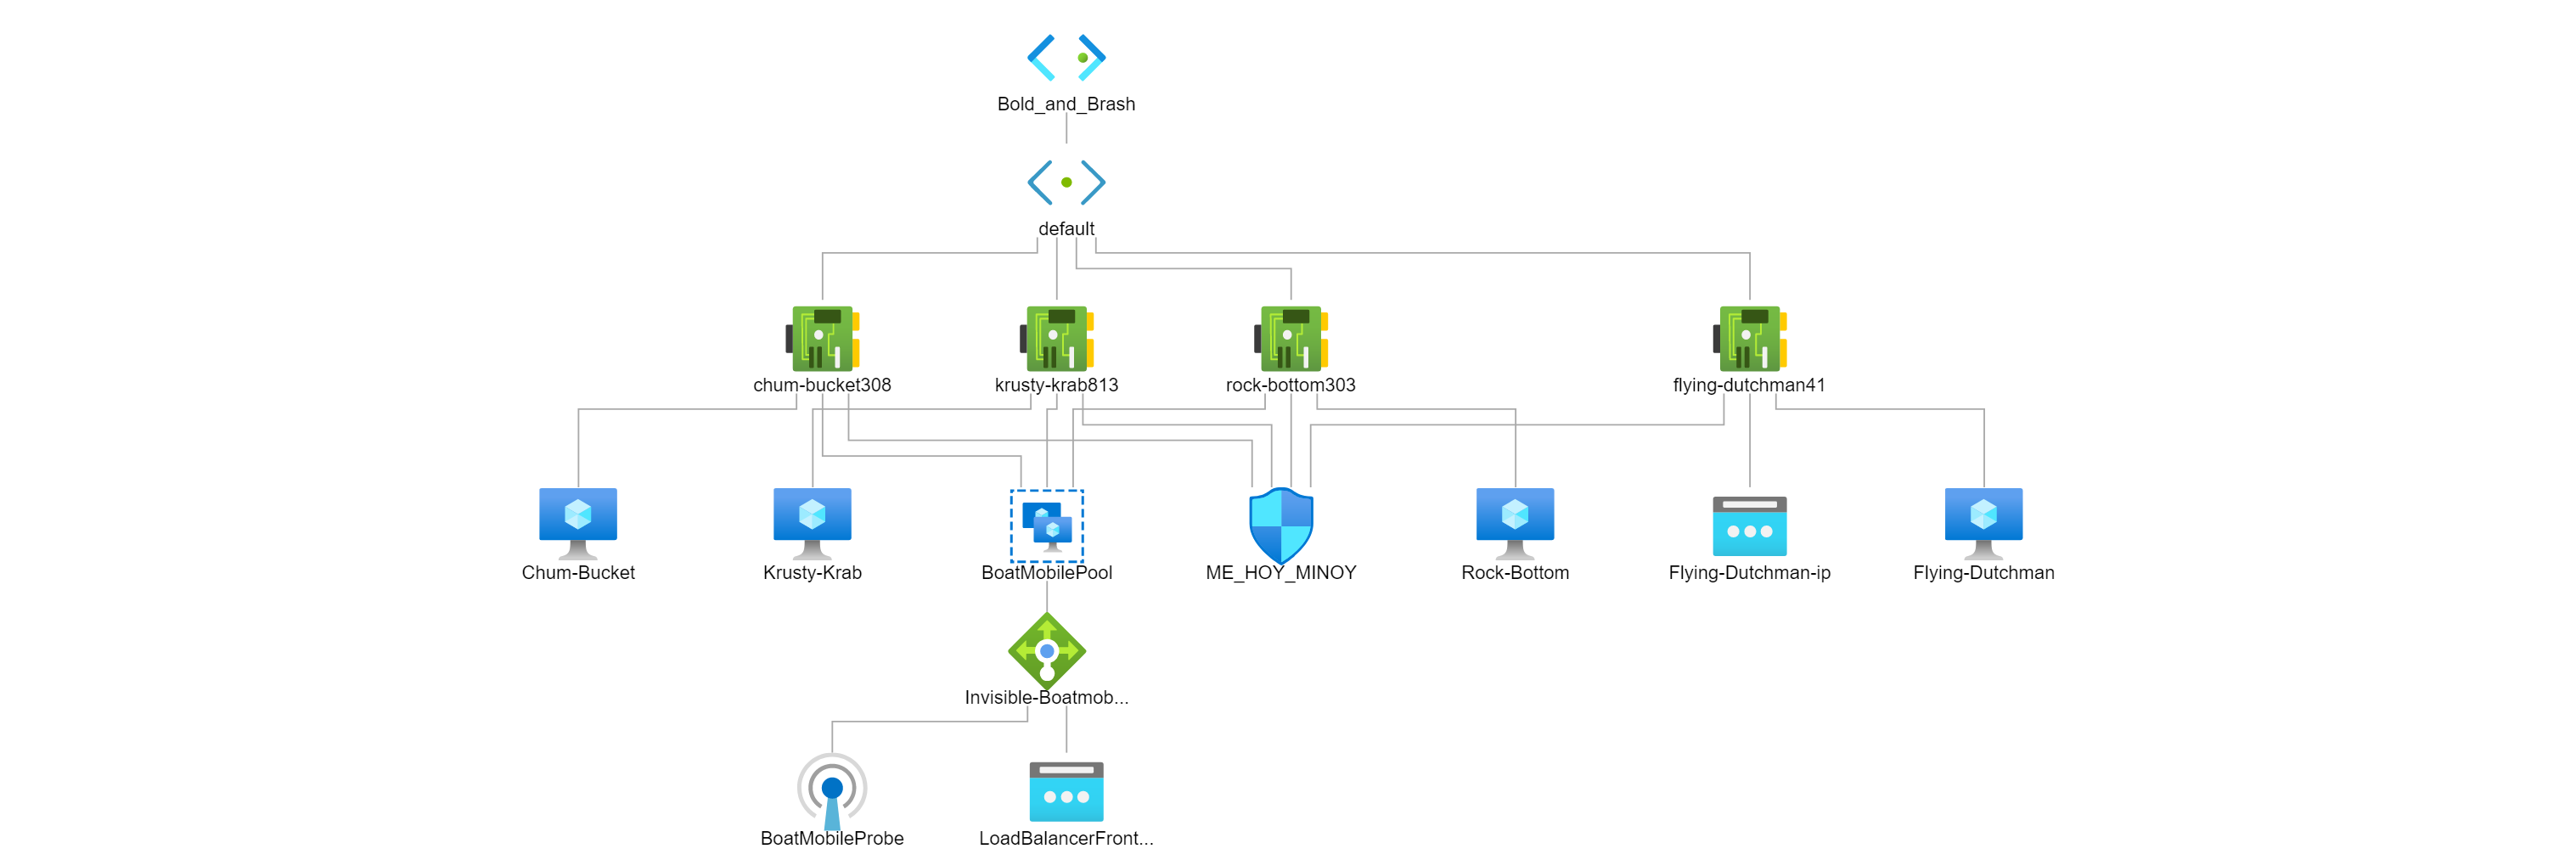 Bold_and_Brash
default
chum-bucket308
krusty-krab813
rock-bottom303
flying-dutchman41
Chum-Bucket
Krusty-Krab
BoatMobilePool
ME_HOY_MINOY
Rock-Bottom
Flying-Dutchman-ip
Flying-Dutchman
Invisible-Boatmob...
BoatMobileProbe
LoadBalancerFront...